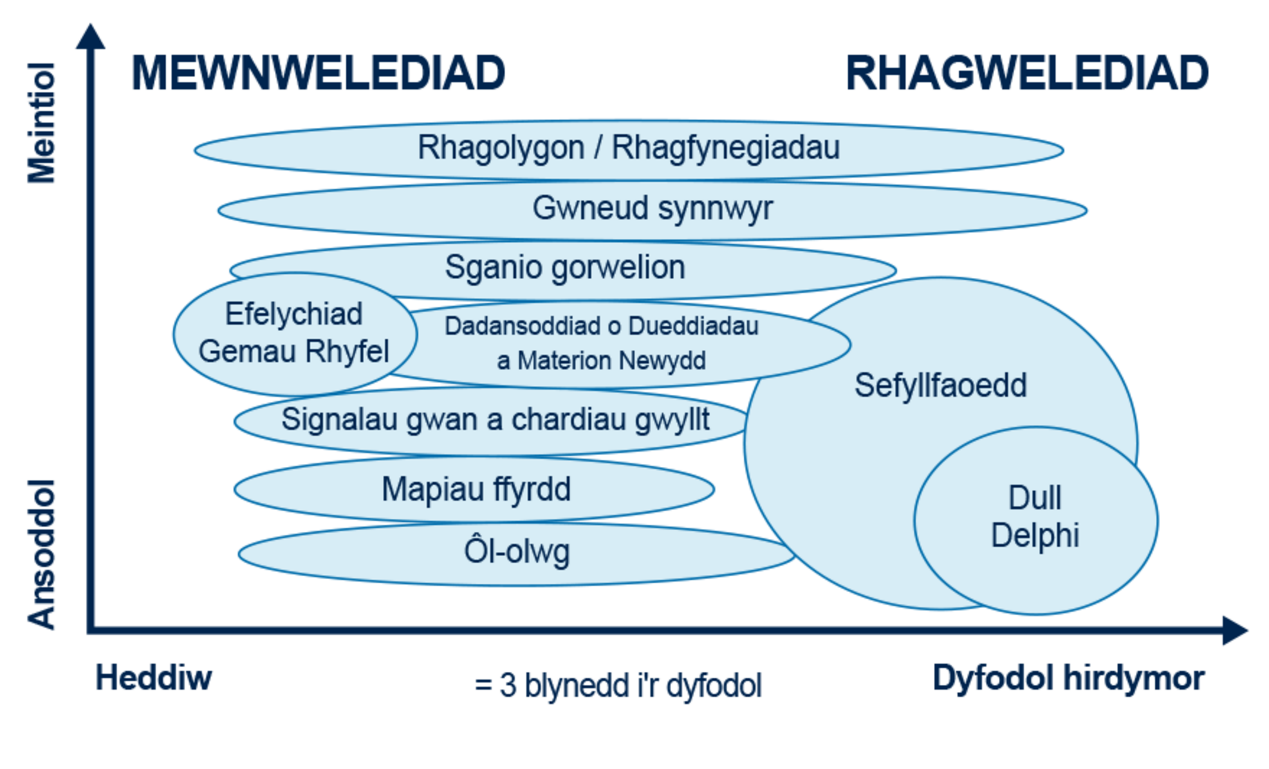 MEWNWELEDIAD
RHAGWELEDIAD
Meintiol
Rhagolygon / Rhagfynegiadau
Gwneud synnwyr
Sganio gorwelion
Efelychiad
Gemau Rhyfel
Dadansoddiad o Dueddiadau
a Materion Newydd
Sefyllfaoedd
Signalau gwan a chardiau gwyllt
Mapiau ffyrdd
Dull
Delphi
Ôl-olwg
Ansoddol
Heddiw
= 3 blynedd i'r dyfodol
Dyfodol hirdymor